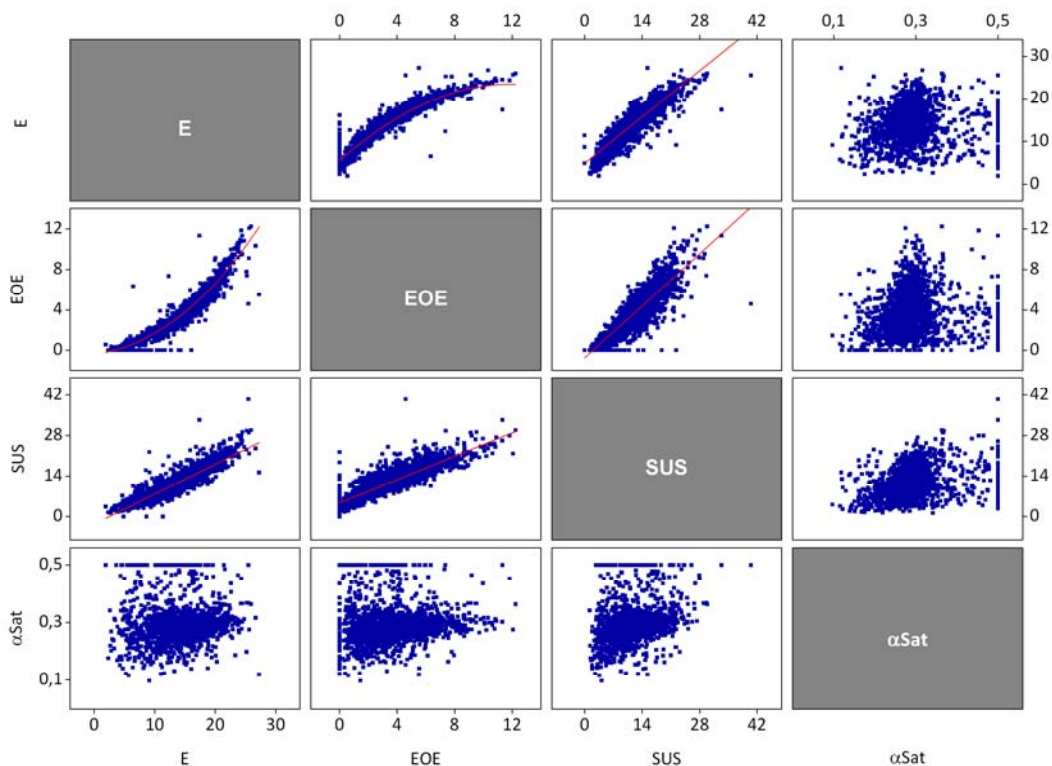 0 4 8 12 0 14 28 42 0,1 0,3 0,5
E E 30 20 10 0
EOE 12 8 4 0 EOE 12 8 4 0
SUS 42 28 14 0 SUS 42 28 14 0
αSat 0,5 0,3 0,1 αSat
0 10 20 30 0 4 8 12 0 14 28 42
E EOE SUS αSat